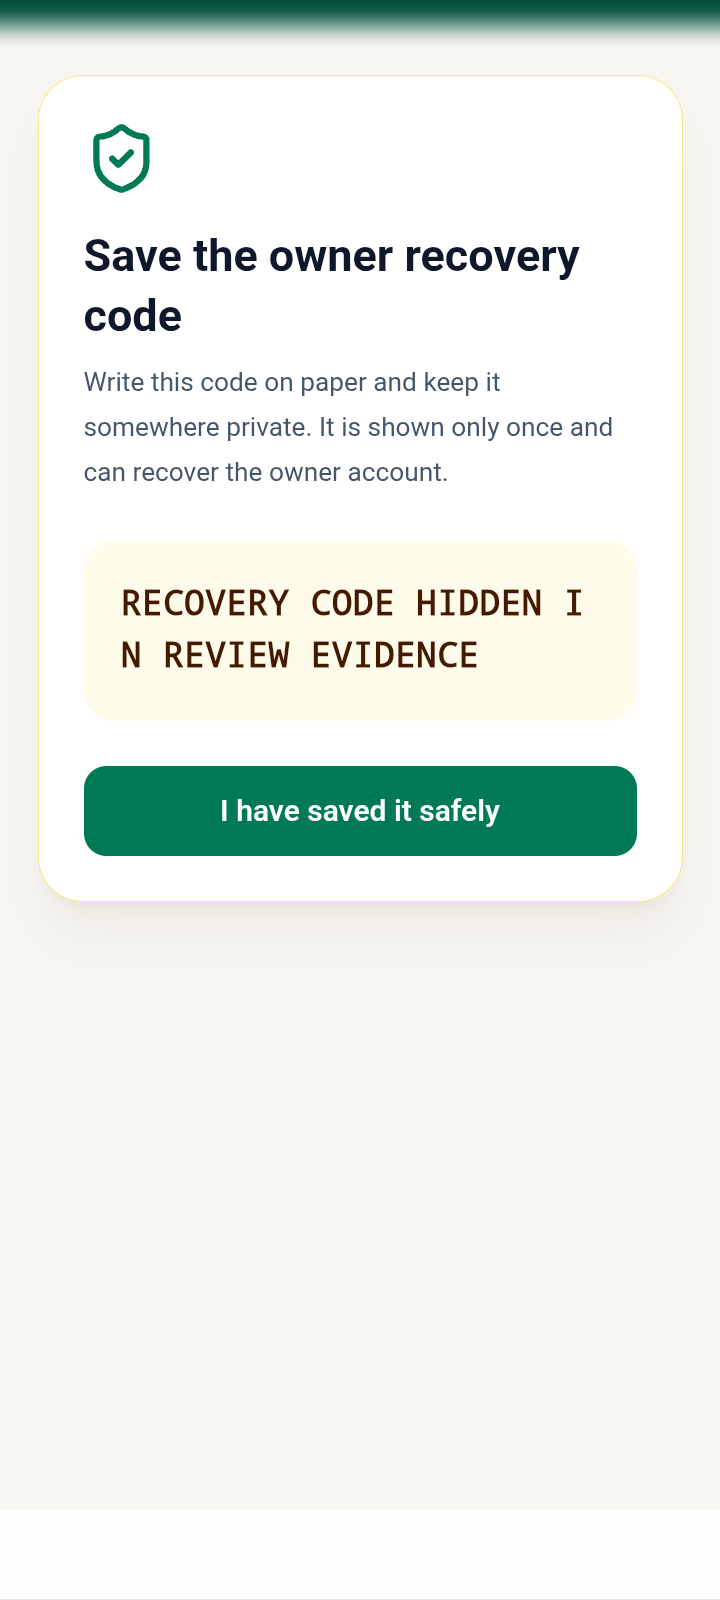 Save the owner recovery
code
Write this code on paper and keep it
somewhere private. It is shown only once and
can recover the owner account.
RECOVERY CODE HIDDEN I
N REVIEW EVIDENCE
I have saved it safely